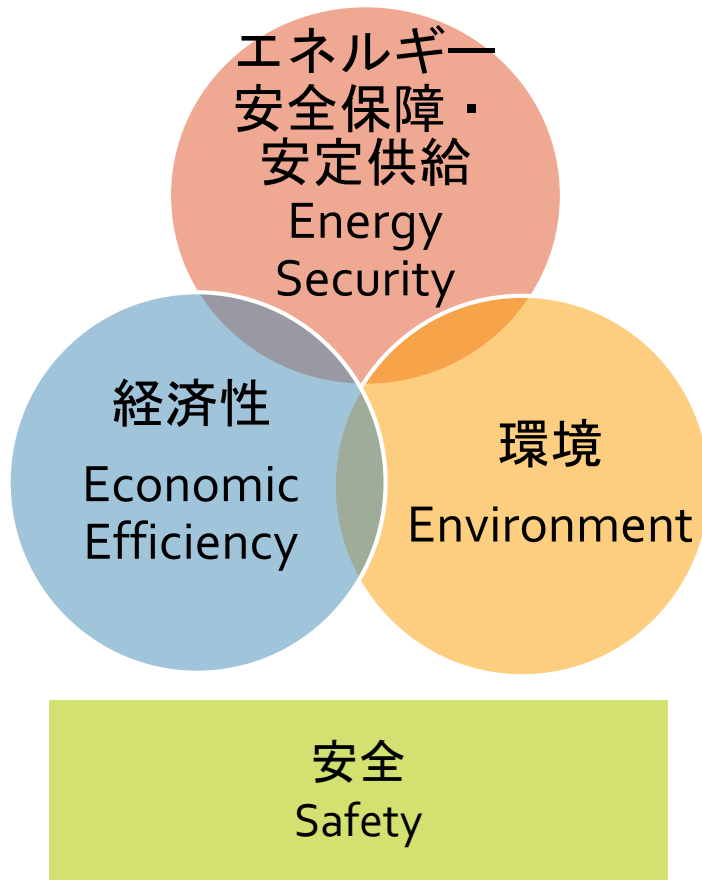 エネルギー
安全保障・
安定供給
Energy
Security
経済性
Economic
Efficiency
環境
Environment
安全
Safety